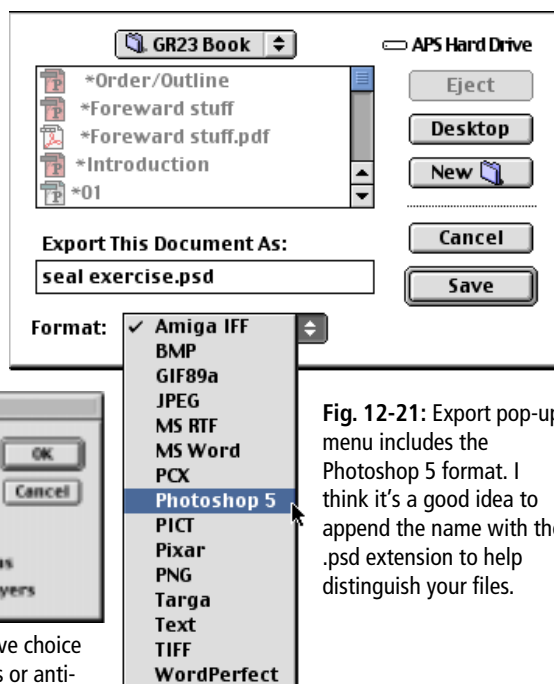 GR23 Book
APS Hard Drive
*Order/Outline
*Foreward stuff
*Foreward stuff.pdf
*Introduction
*01
Eject
Desktop
New
Cancel
Save
Export This Document As:
seal exercise.psd
Format:
✓ Amiga IFF
BMP
GIF89a
JPEG
MS RTF
MS Word
PCX
Photoshop 5
PICT
Pixar
PNG
Targa
Text
TIFF
WordPerfect
OK
Cancel
Fig. 12-21: Export pop-up
menu includes the
Photoshop 5 format. I
think it's a good idea to
append the name with the
.psd extension to help
distinguish your files.
choice
or anti-